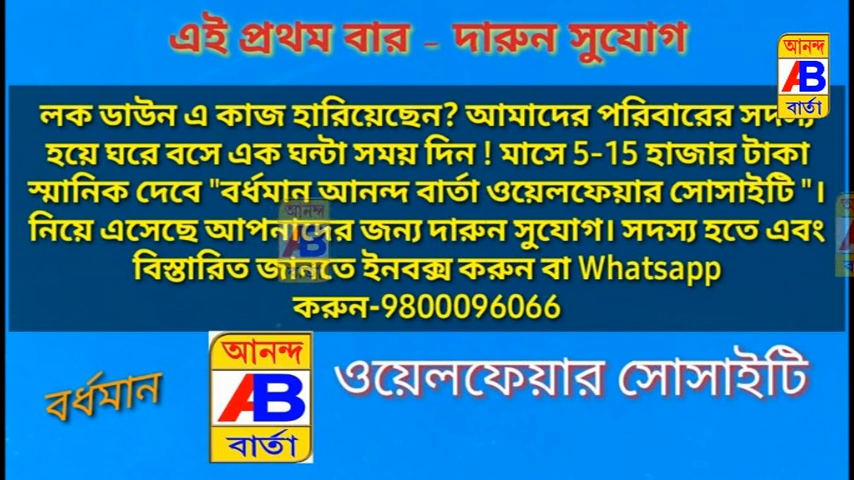 এই প্রথম বার - দারুন সুযোগ
আনন্দ
AB
বার্তা
লক ডাউন এ কাজ হারিয়েছেন? আমাদের পরিবারের সদস্য
হয়ে ঘরে বসে এক ঘন্টা সময় দিন ! মাসে 5-15 হাজার টাকা
স্মানিক দেবে "বর্ধমান আনন্দ বার্তা ওয়েলফেয়ার সোসাইটি "।
নিয়ে এসেছে আপনাদের জন্য দারুন সুযোগ। সদস্য হতে এবং
বিস্তারিত জানতে ইনবক্স করুন বা Whatsapp
করুন-9800096066
আনন্দ
AB
বার্তা
বর্ধমান
আনন্দ
AB
বার্তা
ওয়েলফেয়ার সোসাইটি